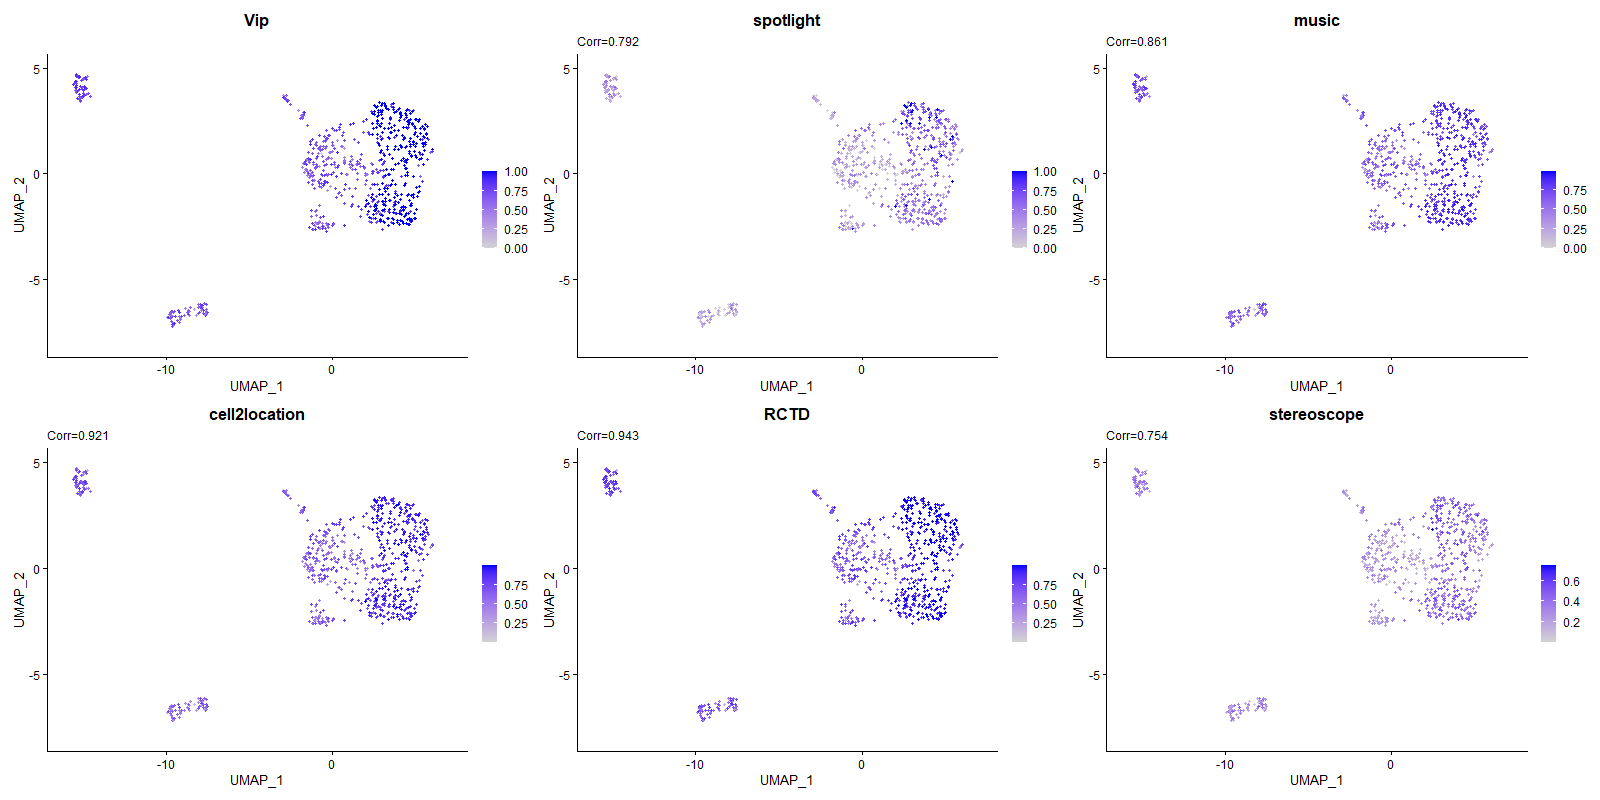 Vip
5
0
-5
-10
0
UMAP_1
UMAP_2
1.00
0.75
0.50
0.25
0.00
spotlight
Corr=0.792
5
0
-5
-10
0
UMAP_1
UMAP_2
1.00
0.75
0.50
0.25
0.00
music
Corr=0.861
5
0
-5
-10
0
UMAP_1
UMAP_2
0.75
0.50
0.25
0.00
cell2location
Corr=0.921
5
0
-5
-10
0
UMAP_1
UMAP_2
0.75
0.50
0.25
RCTD
Corr=0.943
5
0
-5
-10
0
UMAP_1
UMAP_2
0.75
0.50
0.25
stereoscope
Corr=0.754
5
0
-5
-10
0
UMAP_1
UMAP_2
0.6
0.4
0.2